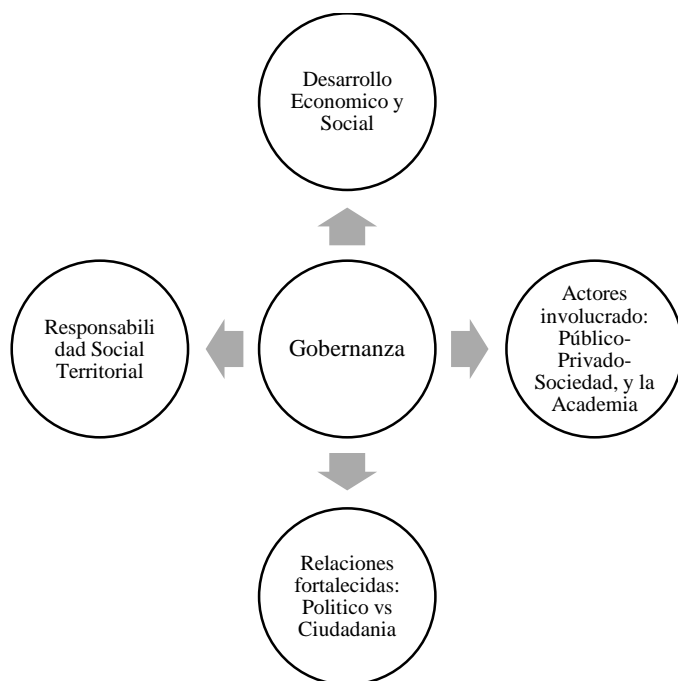 Desarrollo
Economico y
Social
Responsabili
dad Social
Territorial
Gobernanza
Actores
involucrado:
Público-
Privado-
Sociedad, y la
Academia
Relaciones
fortalecidas:
Politico vs
Ciudadania